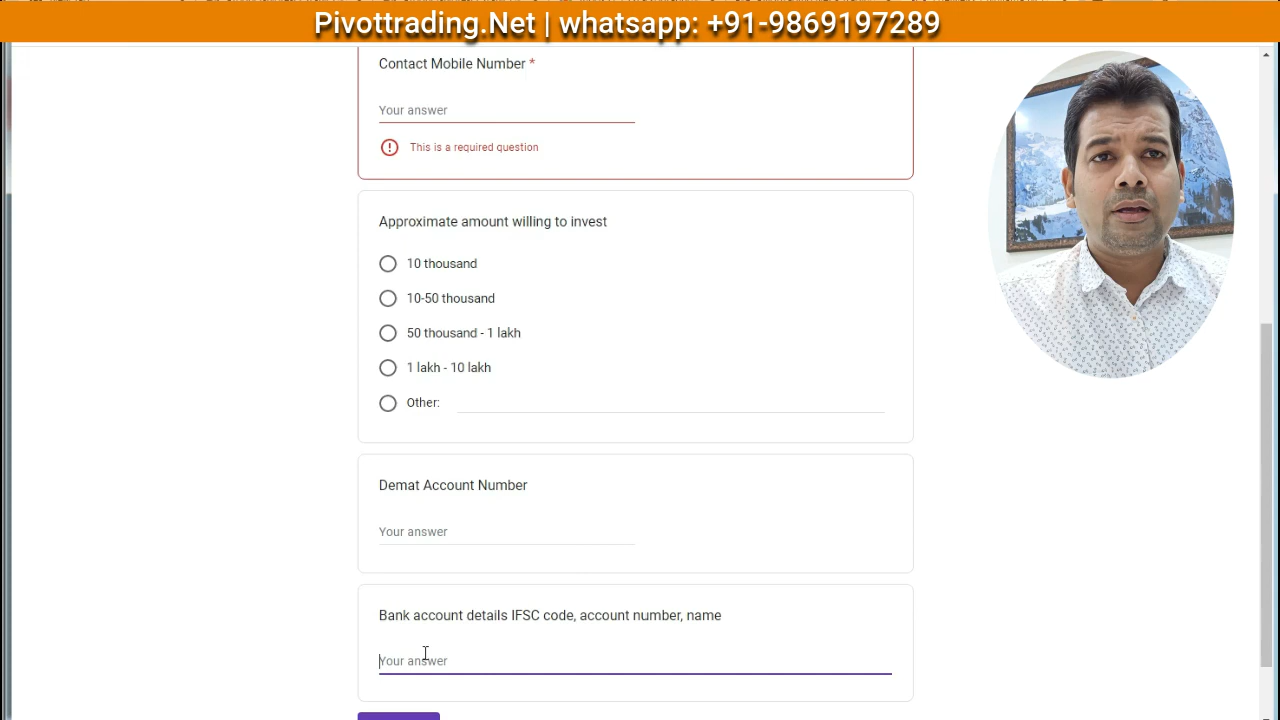 Pivottrading.Net | whatsapp: +91-9869197289
Contact Mobile Number *
Your answer
This is a required question
Approximate amount willing to invest
10 thousand
10-50 thousand
50 thousand - 1 lakh
1 lakh - 10 lakh
Other:
Demat Account Number
Your answer
Bank account details IFSC code, account number, name
Your answer